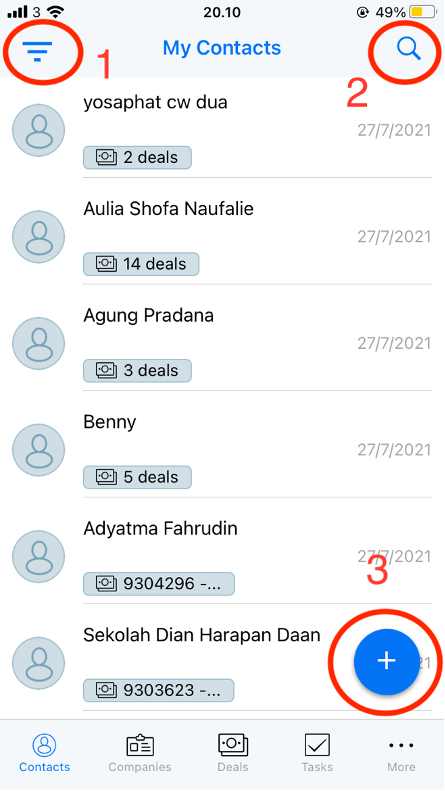 3 20.10 49%
1 My Contacts 2
yosaphat cw dua
27/7/2021
2 deals
Aulia Shofa Naufalie
27/7/2021
14 deals
Agung Pradana
27/7/2021
3 deals
Benny
27/7/2021
5 deals
Adyatma Fahrudin
27/7/2021
3
9304296 -...
Sekolah Dian Harapan Daan
21
+
9303623 -...
Contacts Companies Deals Tasks More